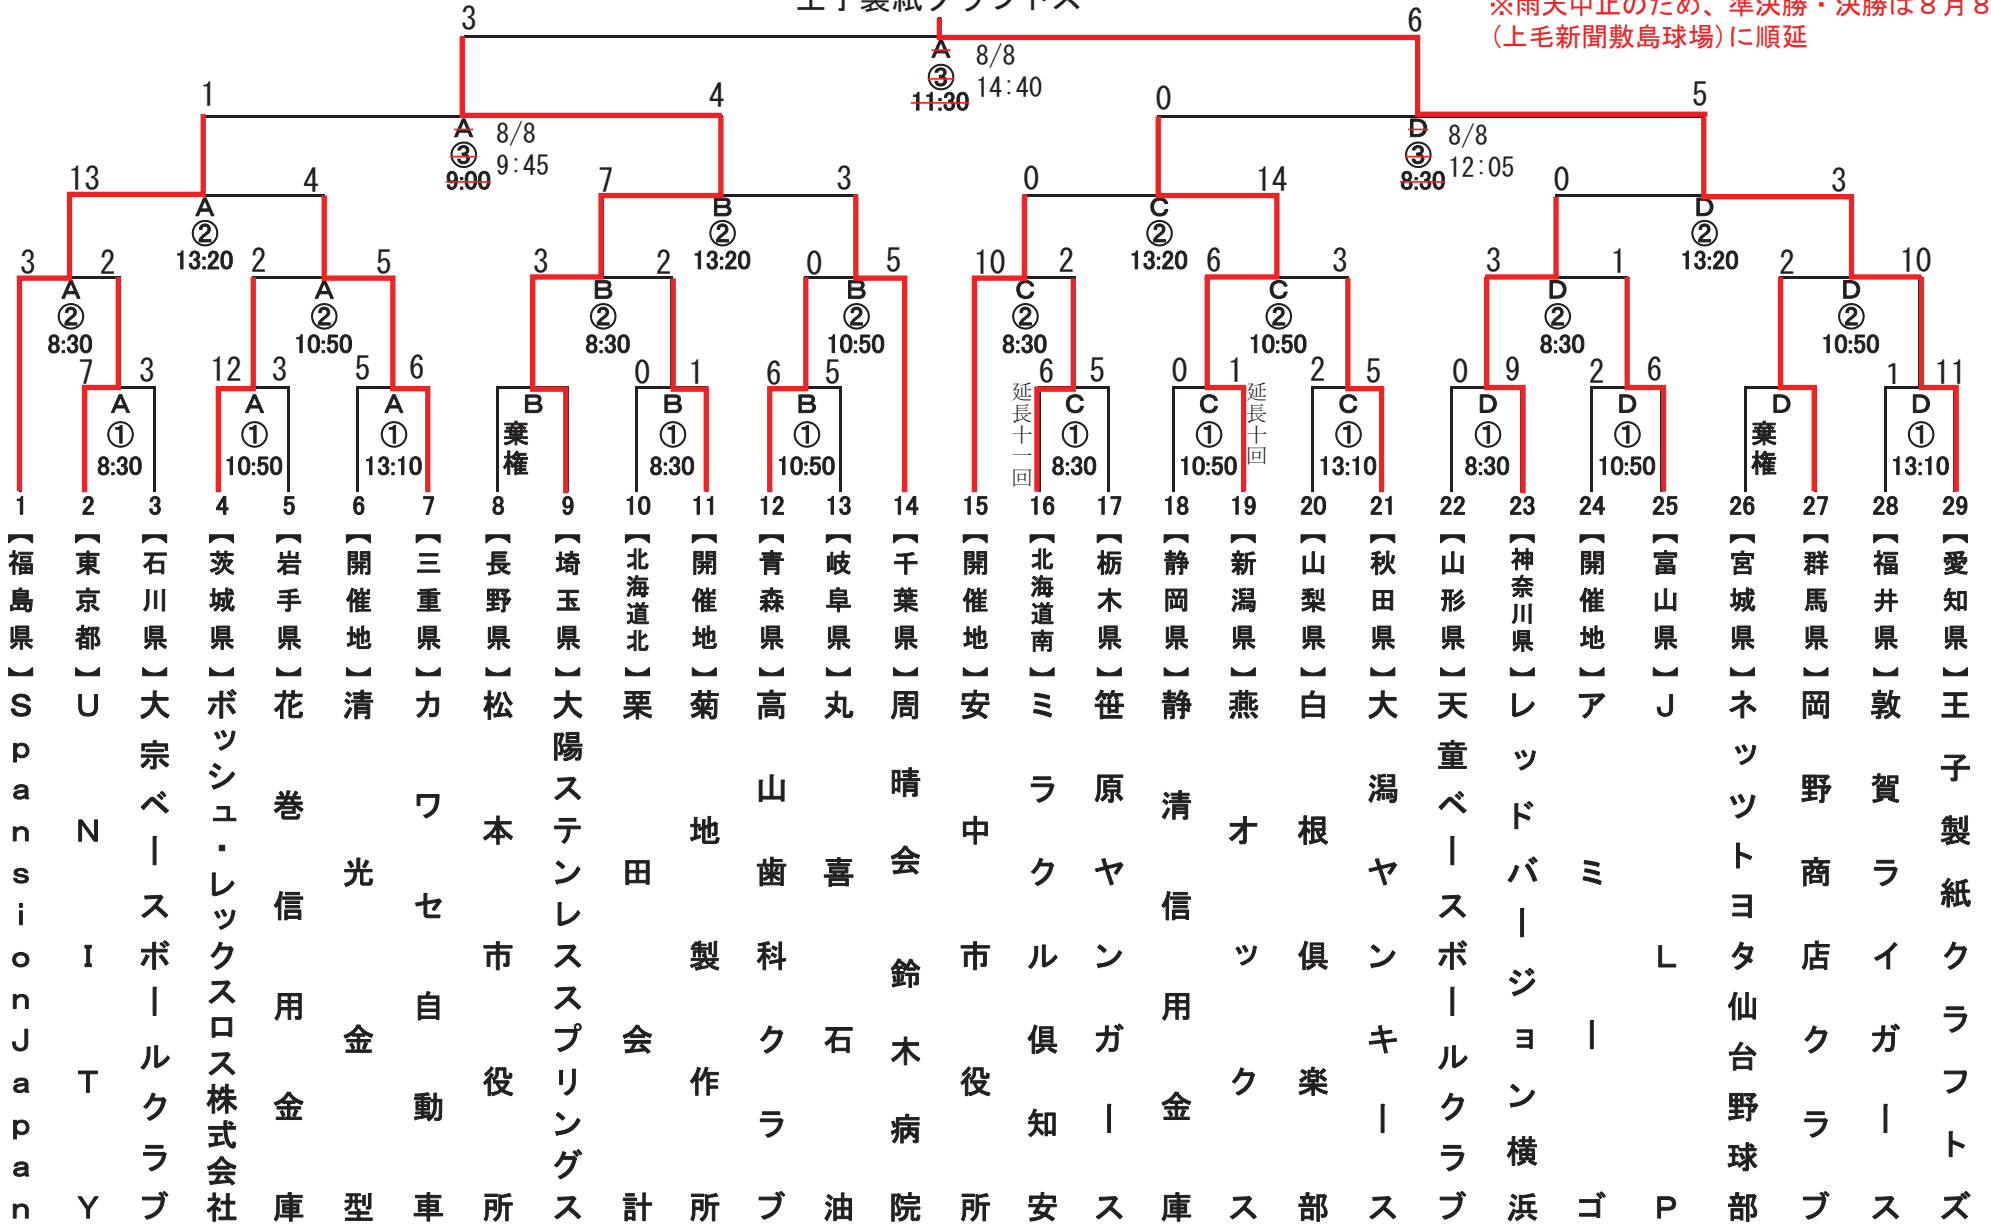 王子製紙クラフトズ
※雨天中止のため、準決勝・決勝は８月８
(上毛新聞敷島球場)に順延
3 6
A 8/8
③ 14:40
11:30
1 4 0 5
A 8/8 D 8/8
③ 9:45 ③ 12:05
9:00 8:30
13 4 7 3 0 14 0 3
A B C D
② ② ② ②
13:20 13:20 13:20 13:20
3 2 2 5 3 2 0 5 10 2 6 3 3 1 2 10
A A B B C C D D
② ② ② ② ② ② ② ②
8:30 10:50 8:30 10:50 8:30 10:50 8:30 10:50
7 3 12 3 5 6 0 1 6 5 6 5 0 1 2 5 0 9 2 6 1 11
延長十一回 延長十回
A A A B B B C C C D D D D
① ① ① 棄権 ① ① ① ① ① ① ① 棄権 ①
8:30 10:50 13:10 8:30 10:50 8:30 10:50 13:10 8:30 10:50 13:10
1 【福島県】SpansionJapan
2 【東京都】UNITY
3 【石川県】大宗ベースボールクラブ
4 【茨城県】ボッシュ・レックスロス株式会社
5 【岩手県】花巻信用金庫
6 【開催地】清光金型
7 【三重県】カワセ自動車
8 【長野県】松本市役所
9 【埼玉県】大陽ステンレススプリングス
10 【北海道北】栗田会計
11 【開催地】菊地製作所
12 【青森県】高山歯科クラブ
13 【岐阜県】丸喜石油
14 【千葉県】周晴会鈴木病院
15 【開催地】安中市役所
16 【北海道南】ミラクル倶知安
17 【栃木県】笹原ヤンガース
18 【静岡県】静清信用金庫
19 【新潟県】燕オックス
20 【山梨県】白根倶楽部
21 【秋田県】大潟ヤンキース
22 【山形県】天童ベースボールクラブ
23 【神奈川県】レッドバージョン横浜
24 【開催地】アミーゴ
25 【富山県】JLP
26 【宮城県】ネッツトヨタ仙台野球部
27 【群馬県】岡野商店クラブ
28 【福井県】敦賀ライガース
29 【愛知県】王子製紙クラフトズ